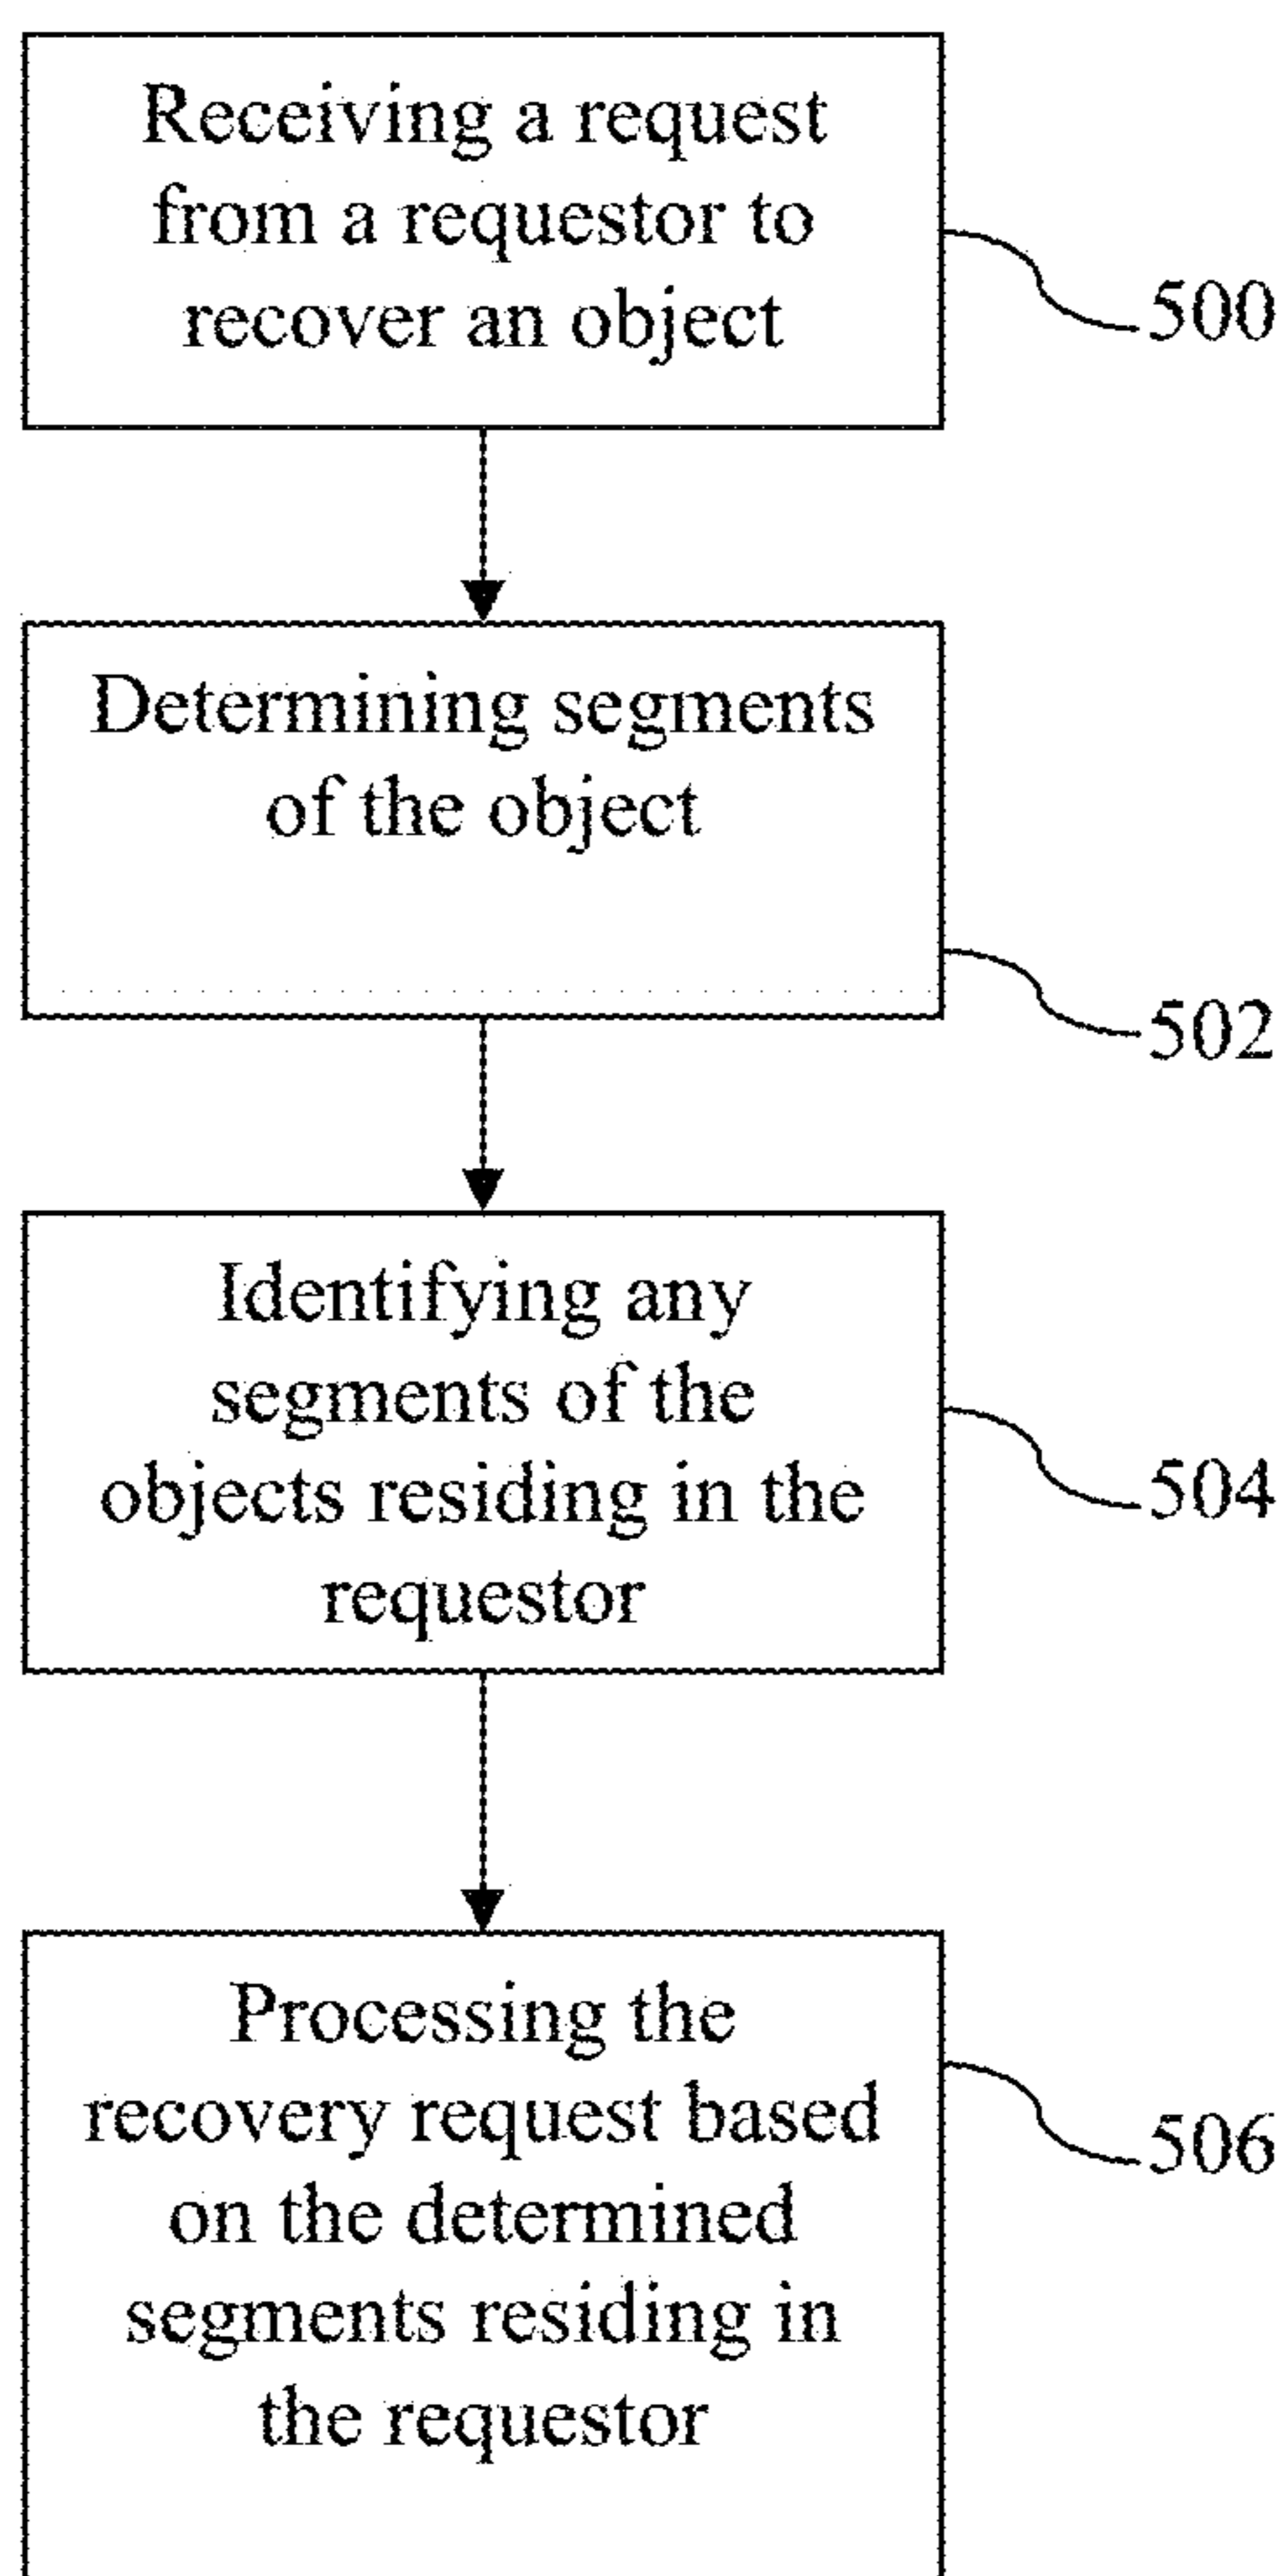 Receiving a request
from a requestor to
recover an object
500
Determining segments
of the object
502
Identifying any
segments of the
objects residing in the
requestor
504
Processing the
recovery request based
on the determined
segments residing in
the requestor
506